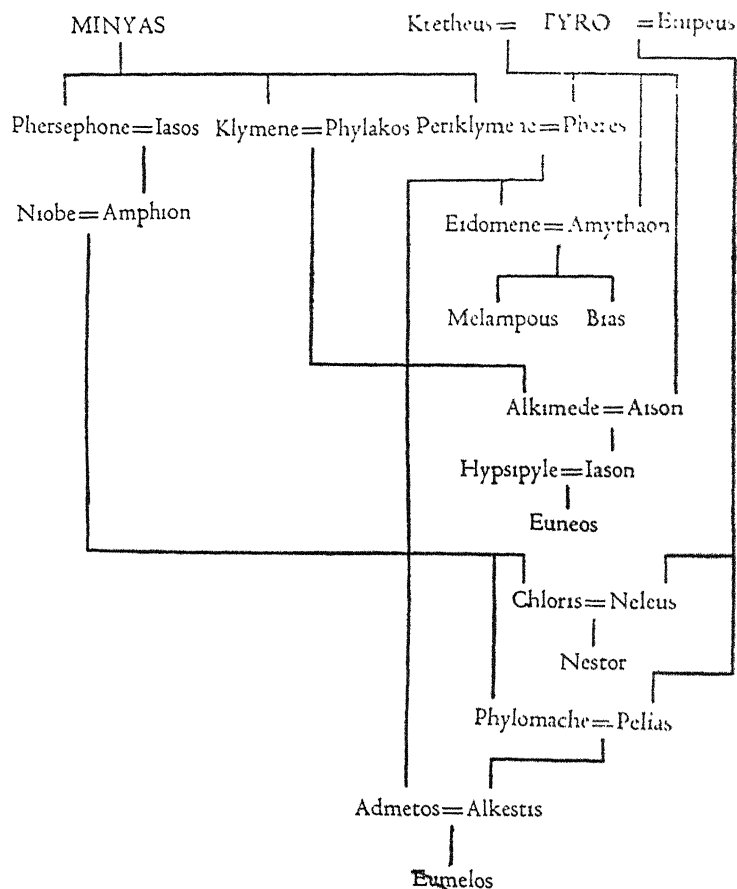 MINYAS Kretheus = TYRO = Enipeus
Phersephone = Iasos Klymene = Phylakos Periklymene = Pheres
Niobe = Amphion
Eidomene = Amythaon
Melampous Bias
Alkimede = Aison
Hypsipyle = Iason
Euneos
Chloris = Neleus
Nestor
Phylomache = Pelias
Admetos = Alkestis
Eumelos